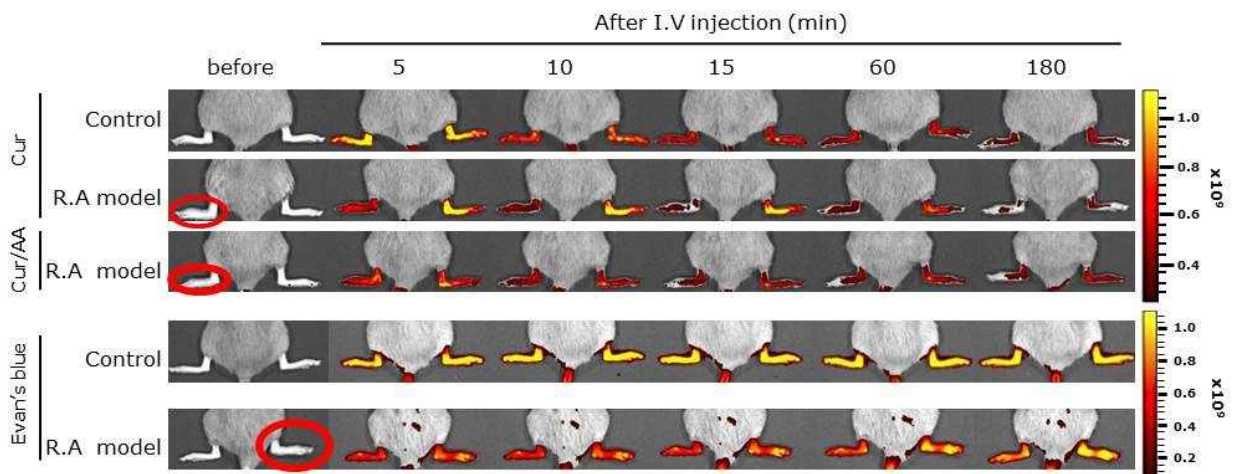 After I.V injection (min)
before 5 10 15 60 180
Cur
Control
R.A model
Cur/AA
R.A model
1.0
0.8
0.6
0.4
x10⁹
Evan's blue
Control
R.A model
1.0
0.8
0.6
0.4
0.2
x10⁹